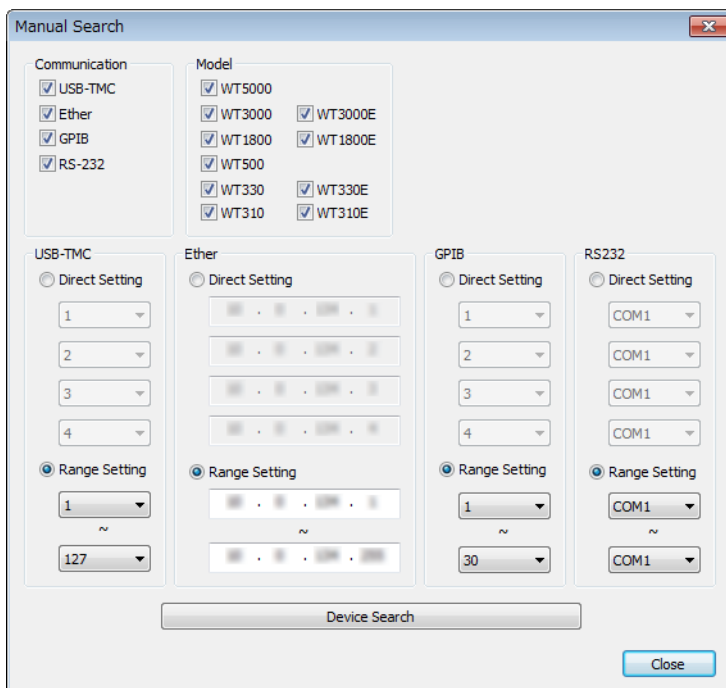 Manual Search
Communication
USB-TMC
Ether
GPIB
RS-232
Model
WT5000
WT3000 WT3000E
WT1800 WT1800E
WT500
WT330 WT330E
WT310 WT310E
USB-TMC
Direct Setting
1
2
3
4
Range Setting
1
~
127
Ether
Direct Setting
Range Setting
~
GPIB
Direct Setting
1
2
3
4
Range Setting
1
~
30
RS232
Direct Setting
COM1
COM1
COM1
COM1
Range Setting
COM1
~
COM1
Device Search
Close